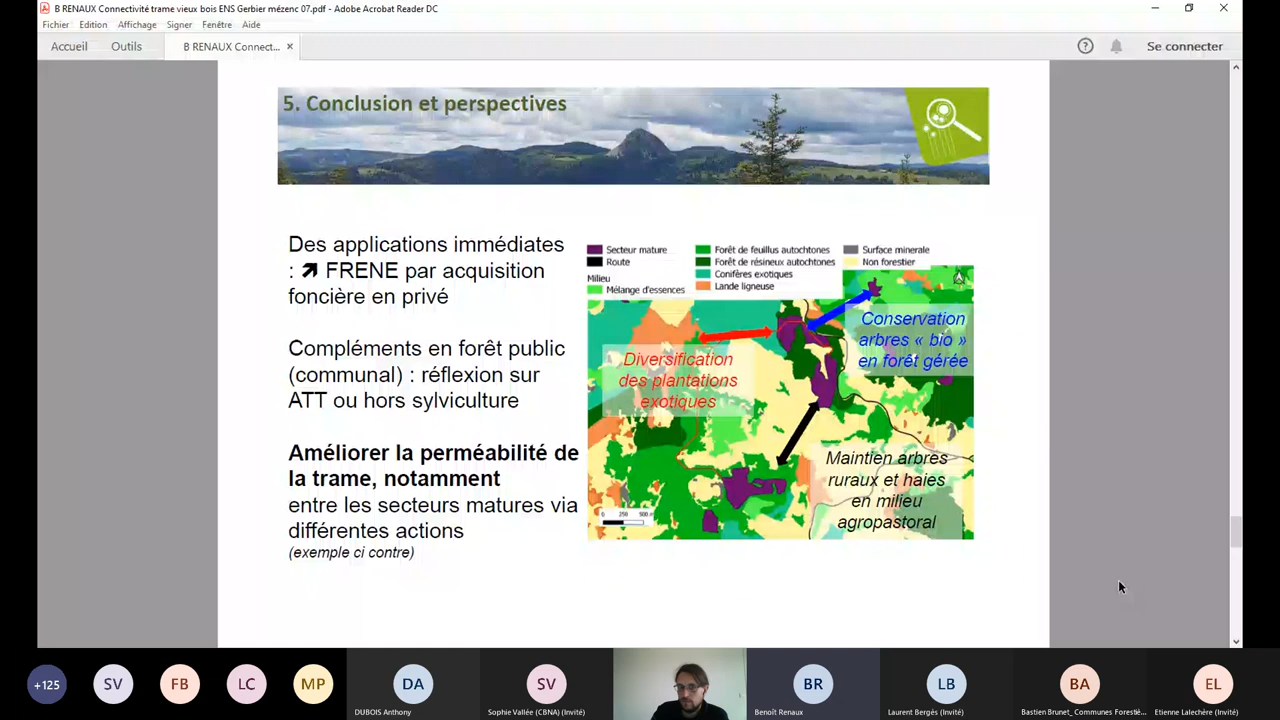 B RENAUX Connectivité trame vieux bois ENS Gerbier mézenc 07.pdf - Adobe Acrobat Reader DC
Fichier Edition Affichage Signer Fenêtre Aide
Accueil Outils B RENAUX Connect... × Se connecter
5. Conclusion et perspectives
Des applications immédiates
: ↗ FRENE par acquisition
foncière en privé
Compléments en forêt public
(communal) : réflexion sur
ATT ou hors sylviculture
Améliorer la perméabilité de
la trame, notamment
entre les secteurs matures via
différentes actions
(exemple ci contre)
Secteur mature
Route
Milieu
Mélange d'essences
Forêt de feuillus autochtones
Forêt de résineux autochtones
Conifères exotiques
Lande ligneuse
Surface minerale
Non forestier
Conservation
arbres « bio »
en forêt gérée
Diversification
des plantations
exotiques
Maintien arbres
ruraux et haies
en milieu
agropastoral
0 250 500 m
+125 SV FB LC MP DA SV BR LB BA EL
DUBOIS Anthony Sophie Vallée (CBNA) (Invité) Benoît Renaux Laurent Bergès (Invité) Bastien Brunet_ Communes Forestiè... Etienne Lalechère (Invité)